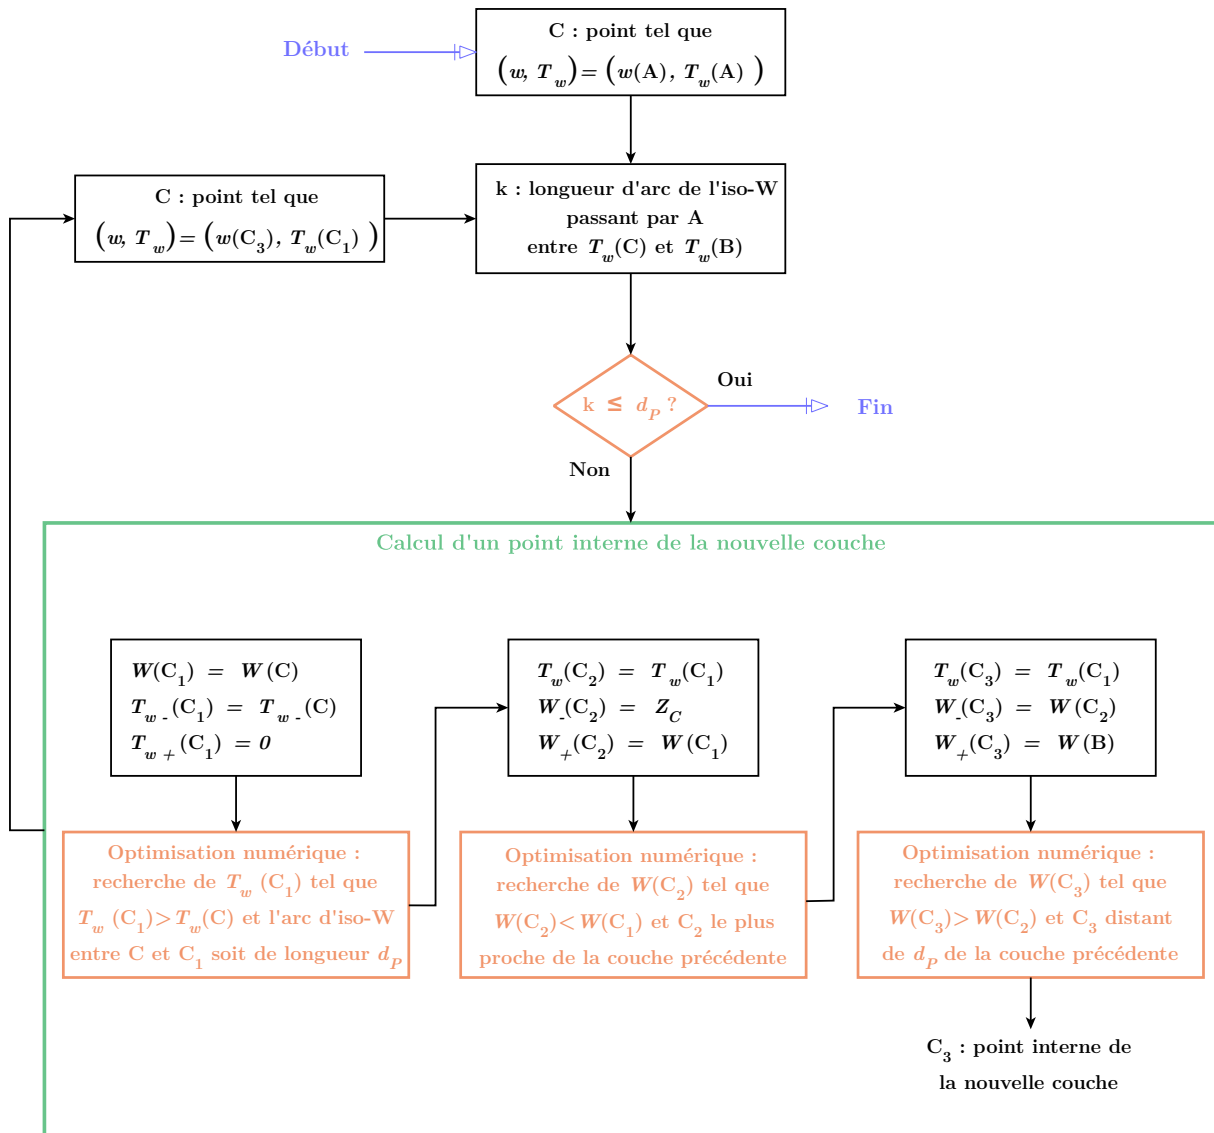 Début
C : point tel que
(w, T_w) = (w(A), T_w(A) )
C : point tel que
(w, T_w) = (w(C_3), T_w(C_1) )
k : longueur d'arc de l'iso-W
passant par A
entre T_w(C) et T_w(B)
k ≤ d_P ?
Oui
Fin
Non
Calcul d'un point interne de la nouvelle couche
W(C_1) = W(C)
T_w -(C_1) = T_w -(C)
T_w +(C_1) = 0
T_w(C_2) = T_w(C_1)
W_-(C_2) = Z_C
W_+(C_2) = W(C_1)
T_w(C_3) = T_w(C_1)
W_-(C_3) = W(C_2)
W_+(C_3) = W(B)
Optimisation numérique :
recherche de T_w (C_1) tel que
T_w (C_1)>T_w(C) et l'arc d'iso-W
entre C et C_1 soit de longueur d_P
Optimisation numérique :
recherche de W(C_2) tel que
W(C_2)<W(C_1) et C_2 le plus
proche de la couche précédente
Optimisation numérique :
recherche de W(C_3) tel que
W(C_3)>W(C_2) et C_3 distant
de d_P de la couche précédente
C_3 : point interne de
la nouvelle couche